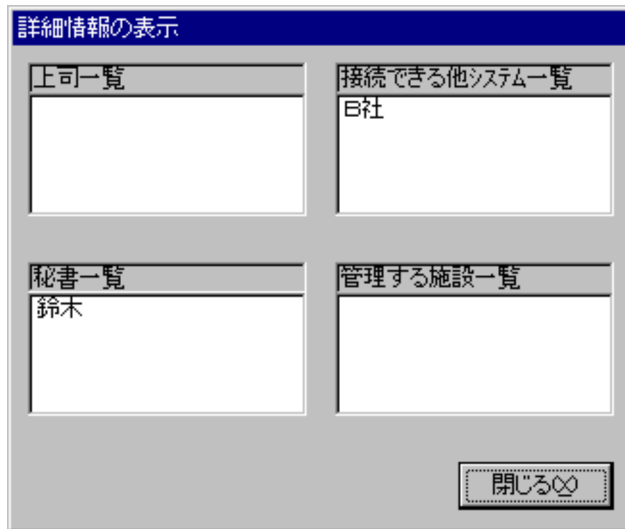 詳細情報の表示
上司一覧
接続できる他ｼｽﾃﾑ一覧
B社
秘書一覧
鈴木
管理する施設一覧
閉じる(X)